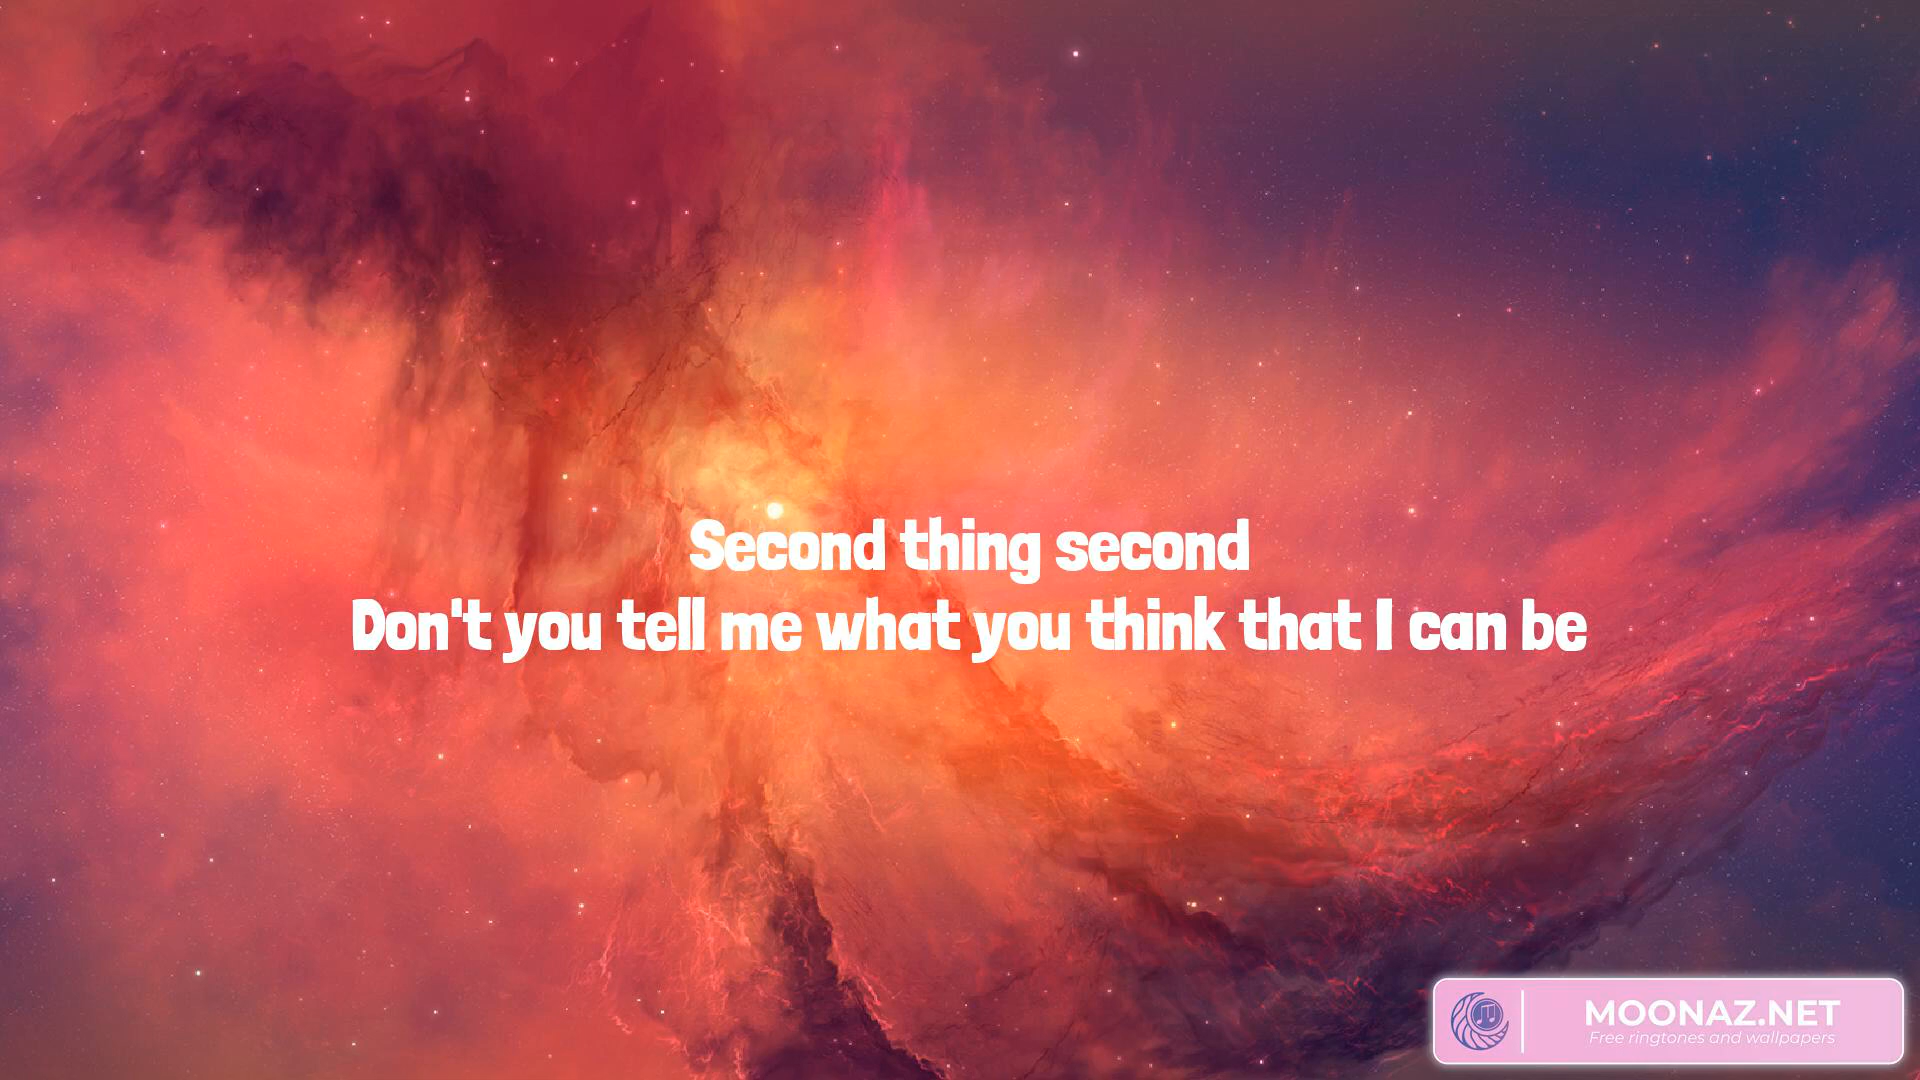 Second thing second
Don't you tell me what you think that I can be
MOONAZ.NET
Free ringtones and wallpapers